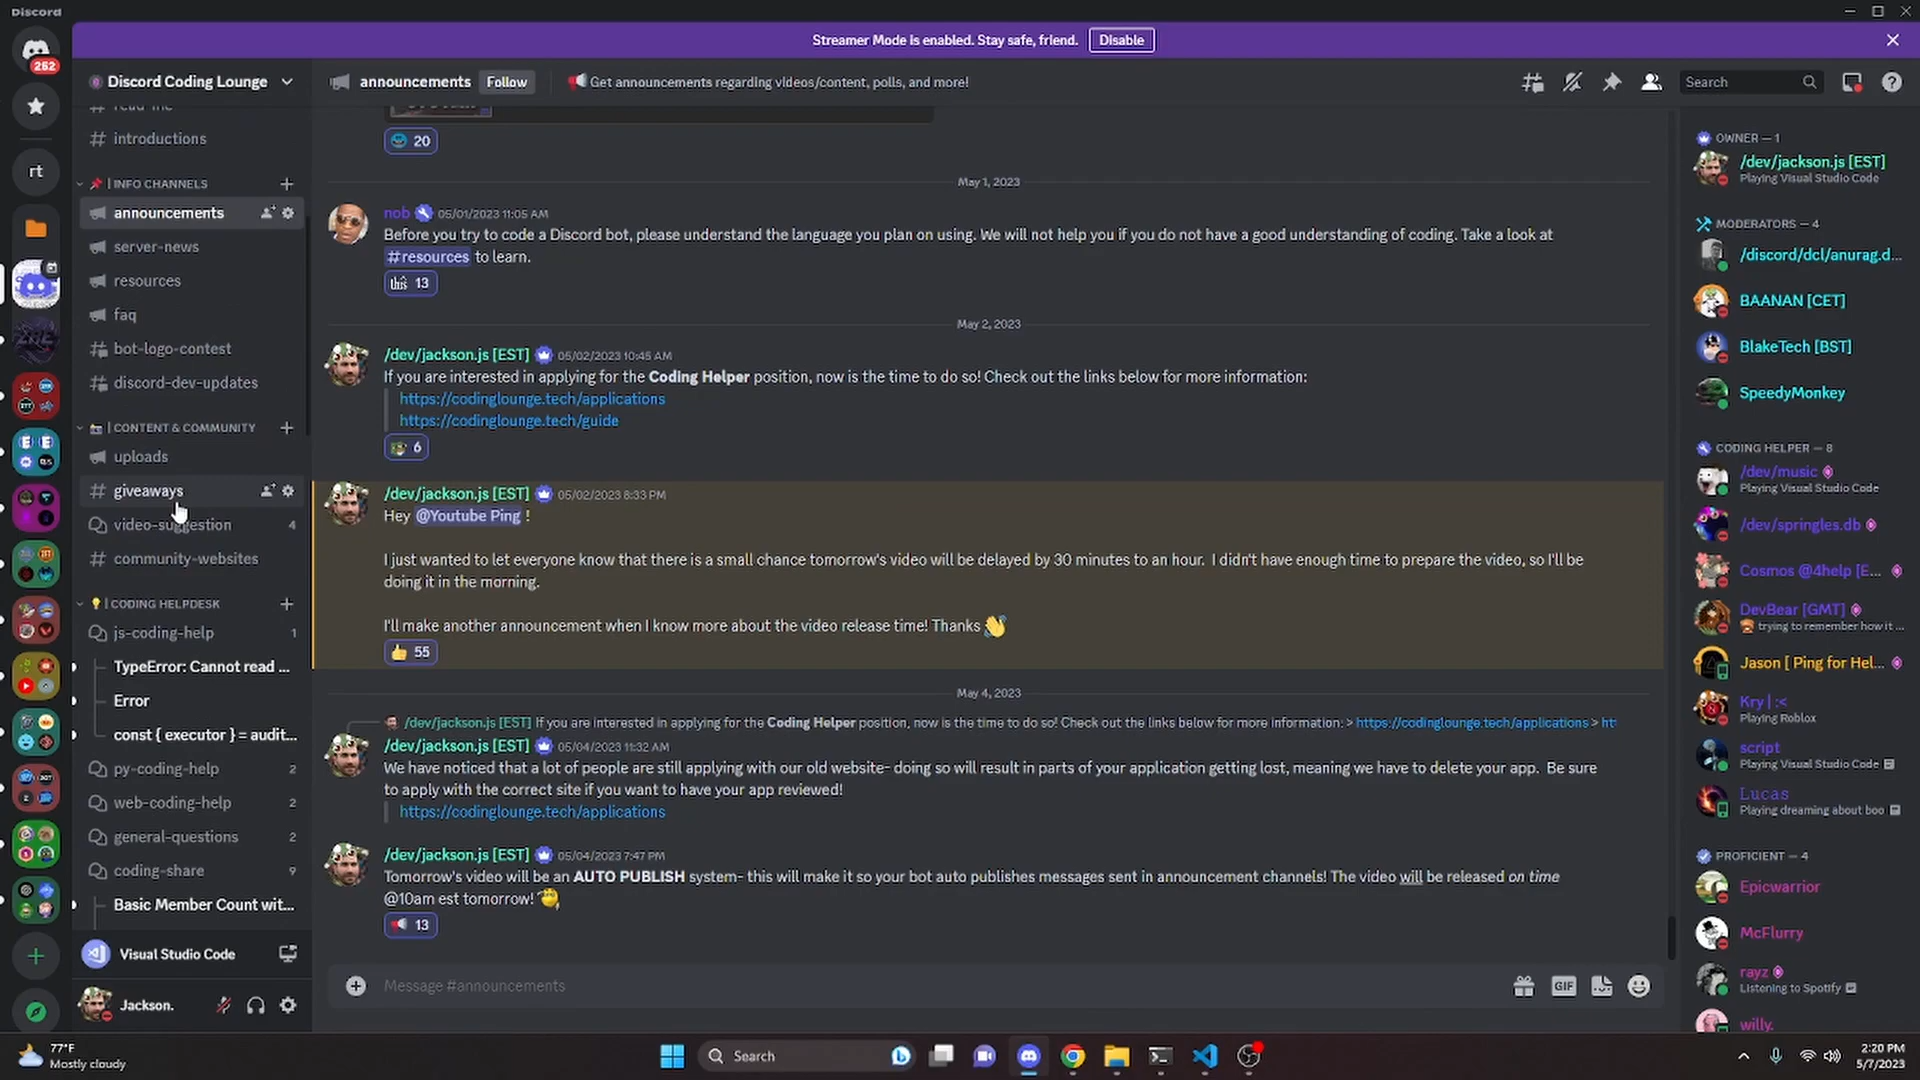 Discord
Streamer Mode is enabled. Stay safe, friend. Disable
252
rt
Discord Coding Lounge
read-me
introductions
| INFO CHANNELS
announcements
server-news
resources
faq
bot-logo-contest
discord-dev-updates
| CONTENT & COMMUNITY
uploads
giveaways
video-suggestion 4
community-websites
| CODING HELPDESK
js-coding-help 1
TypeError: Cannot read ...
Error
const { executor } = audit...
py-coding-help 2
web-coding-help 2
general-questions 2
coding-share 9
Basic Member Count wit...
Visual Studio Code
Jackson.
announcements Follow Get announcements regarding videos/content, polls, and more!
Search
20
May 1, 2023
nob 05/01/2023 11:05 AM
Before you try to code a Discord bot, please understand the language you plan on using. We will not help you if you do not have a good understanding of coding. Take a look at
#resources to learn.
13
May 2, 2023
/dev/jackson.js [EST] 05/02/2023 10:45 AM
If you are interested in applying for the Coding Helper position, now is the time to do so! Check out the links below for more information:
https://codinglounge.tech/applications
https://codinglounge.tech/guide
6
/dev/jackson.js [EST] 05/02/2023 8:33 PM
Hey @Youtube Ping !
I just wanted to let everyone know that there is a small chance tomorrow's video will be delayed by 30 minutes to an hour. I didn't have enough time to prepare the video, so I'll be
doing it in the morning.
I'll make another announcement when I know more about the video release time! Thanks
55
May 4, 2023
/dev/jackson.js [EST] If you are interested in applying for the Coding Helper position, now is the time to do so! Check out the links below for more information: > https://codinglounge.tech/applications > ht
/dev/jackson.js [EST] 05/04/2023 11:32 AM
We have noticed that a lot of people are still applying with our old website- doing so will result in parts of your application getting lost, meaning we have to delete your app. Be sure
to apply with the correct site if you want to have your app reviewed!
https://codinglounge.tech/applications
/dev/jackson.js [EST] 05/04/2023 7:47 PM
Tomorrow's video will be an AUTO PUBLISH system- this will make it so your bot auto publishes messages sent in announcement channels! The video will be released on time
@10am est tomorrow!
13
Message #announcements
GIF
OWNER — 1
/dev/jackson.js [EST]
Playing Visual Studio Code
MODERATORS — 4
/discord/dcl/anurag.d...
BAANAN [CET]
BlakeTech [BST]
SpeedyMonkey
CODING HELPER — 8
/dev/music
Playing Visual Studio Code
/dev/springles.db
Cosmos @4help [E...
DevBear [GMT]
trying to remember how it ...
Jason [ Ping for Hel...
Kry | :<
Playing Roblox
script
Playing Visual Studio Code
Lucas
Playing dreaming about boo
PROFICIENT — 4
Epicwarrior
McFlurry
rayz
Listening to Spotify
willy.
77°F
Mostly cloudy
Search
2:20 PM
5/7/2023